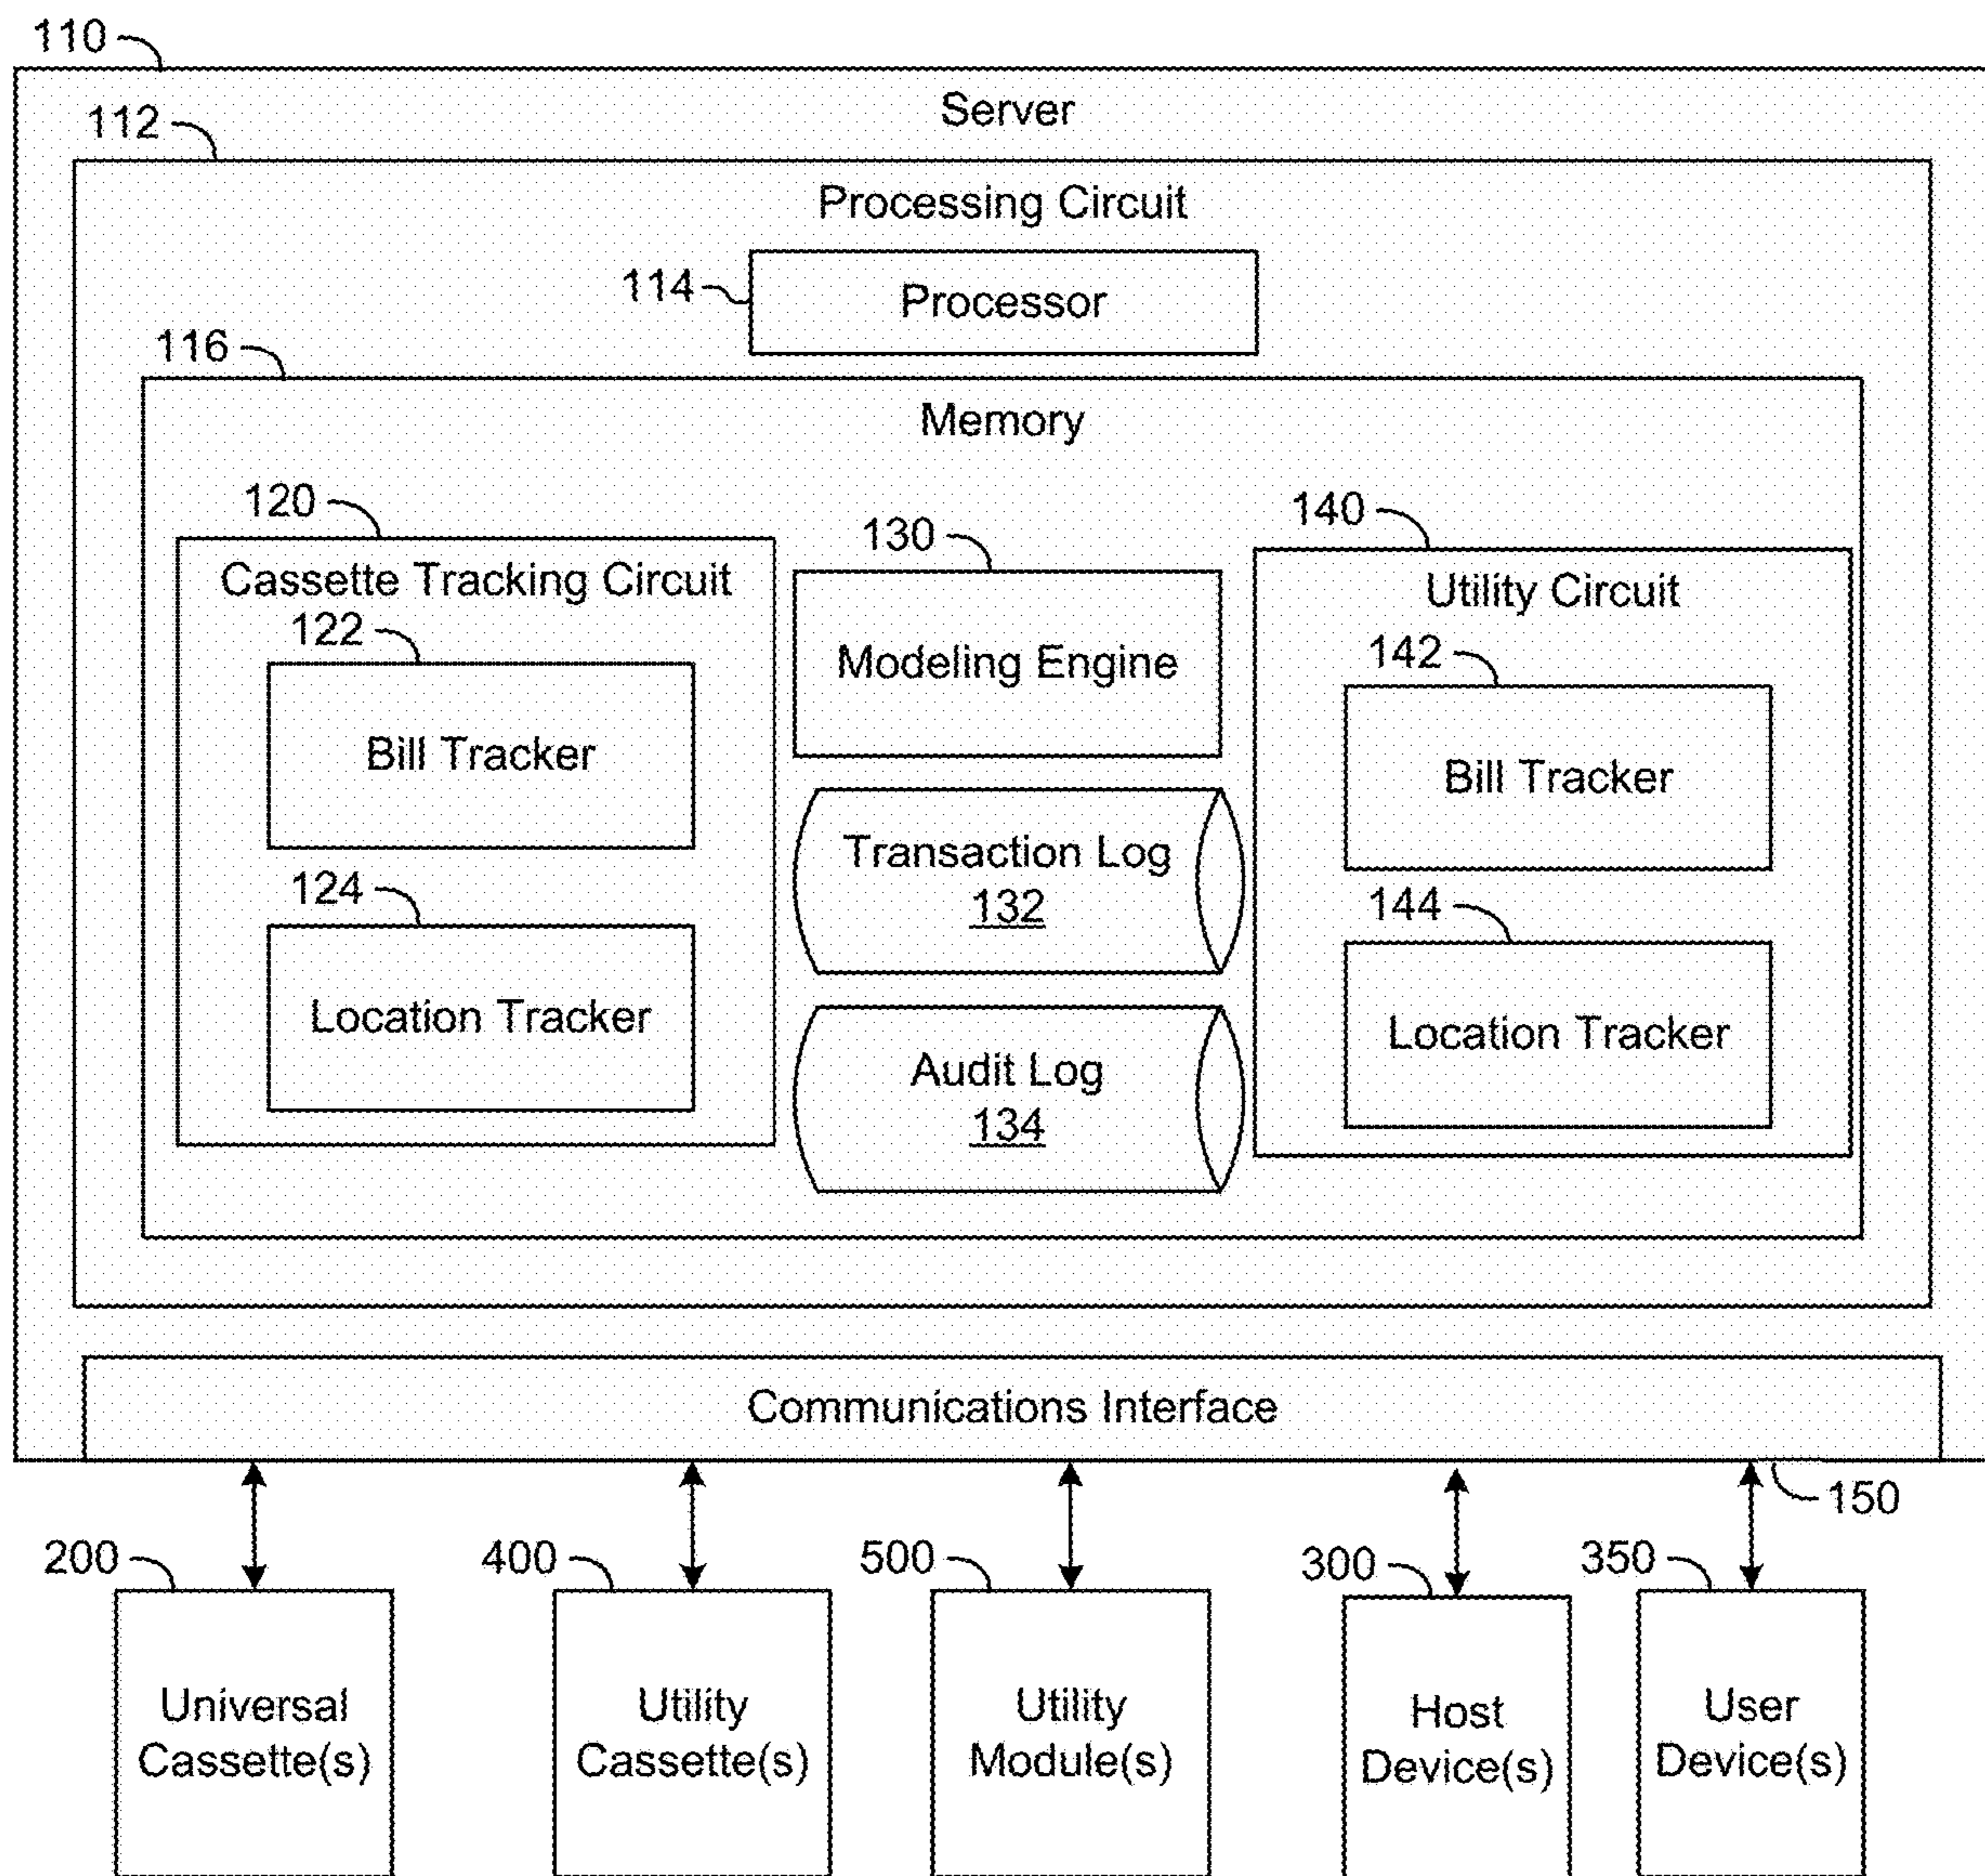 110
Server
112
Processing Circuit
114
Processor
116
Memory
120
Cassette Tracking Circuit
122
Bill Tracker
124
Location Tracker
130
Modeling Engine
Transaction Log
132
Audit Log
134
140
Utility Circuit
142
Bill Tracker
144
Location Tracker
Communications Interface
150
200
Universal
Cassette(s)
400
Utility
Cassette(s)
500
Utility
Module(s)
300
Host
Device(s)
350
User
Device(s)